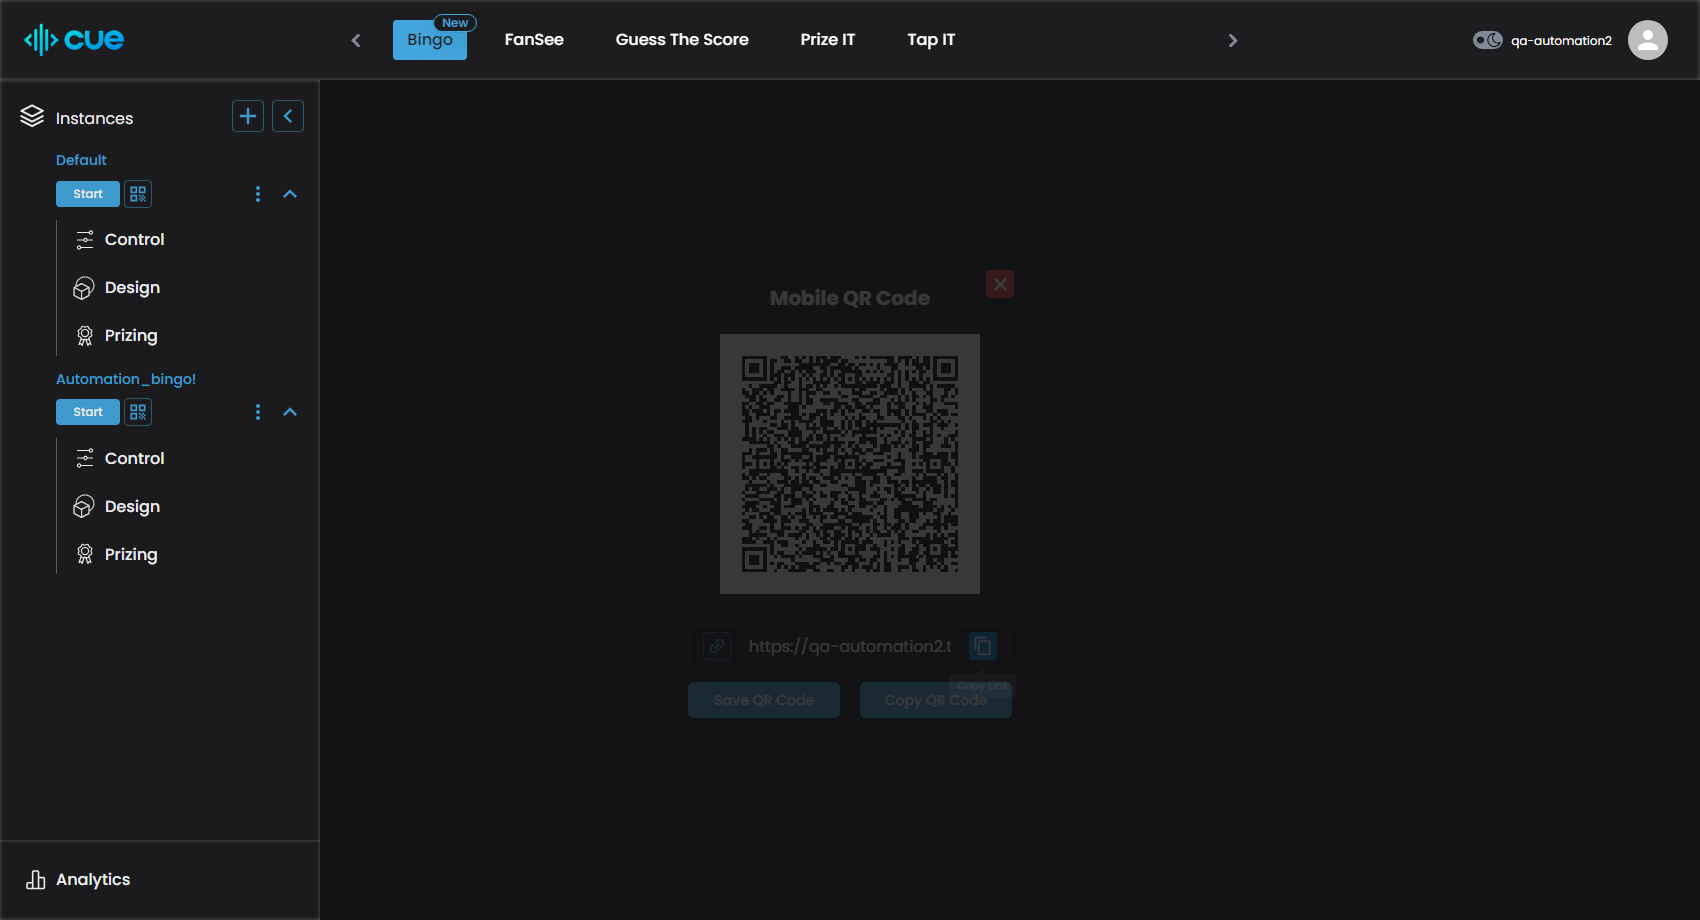 cue
Bingo
New
FanSee
Guess The Score
Prize IT
Tap IT
qa-automation2
Instances
Default
Start
Control
Design
Prizing
Automation_bingo!
Start
Control
Design
Prizing
Analytics
Mobile QR Code
https://qa-automation2.t
Copy Link
Save QR Code
Copy QR Code